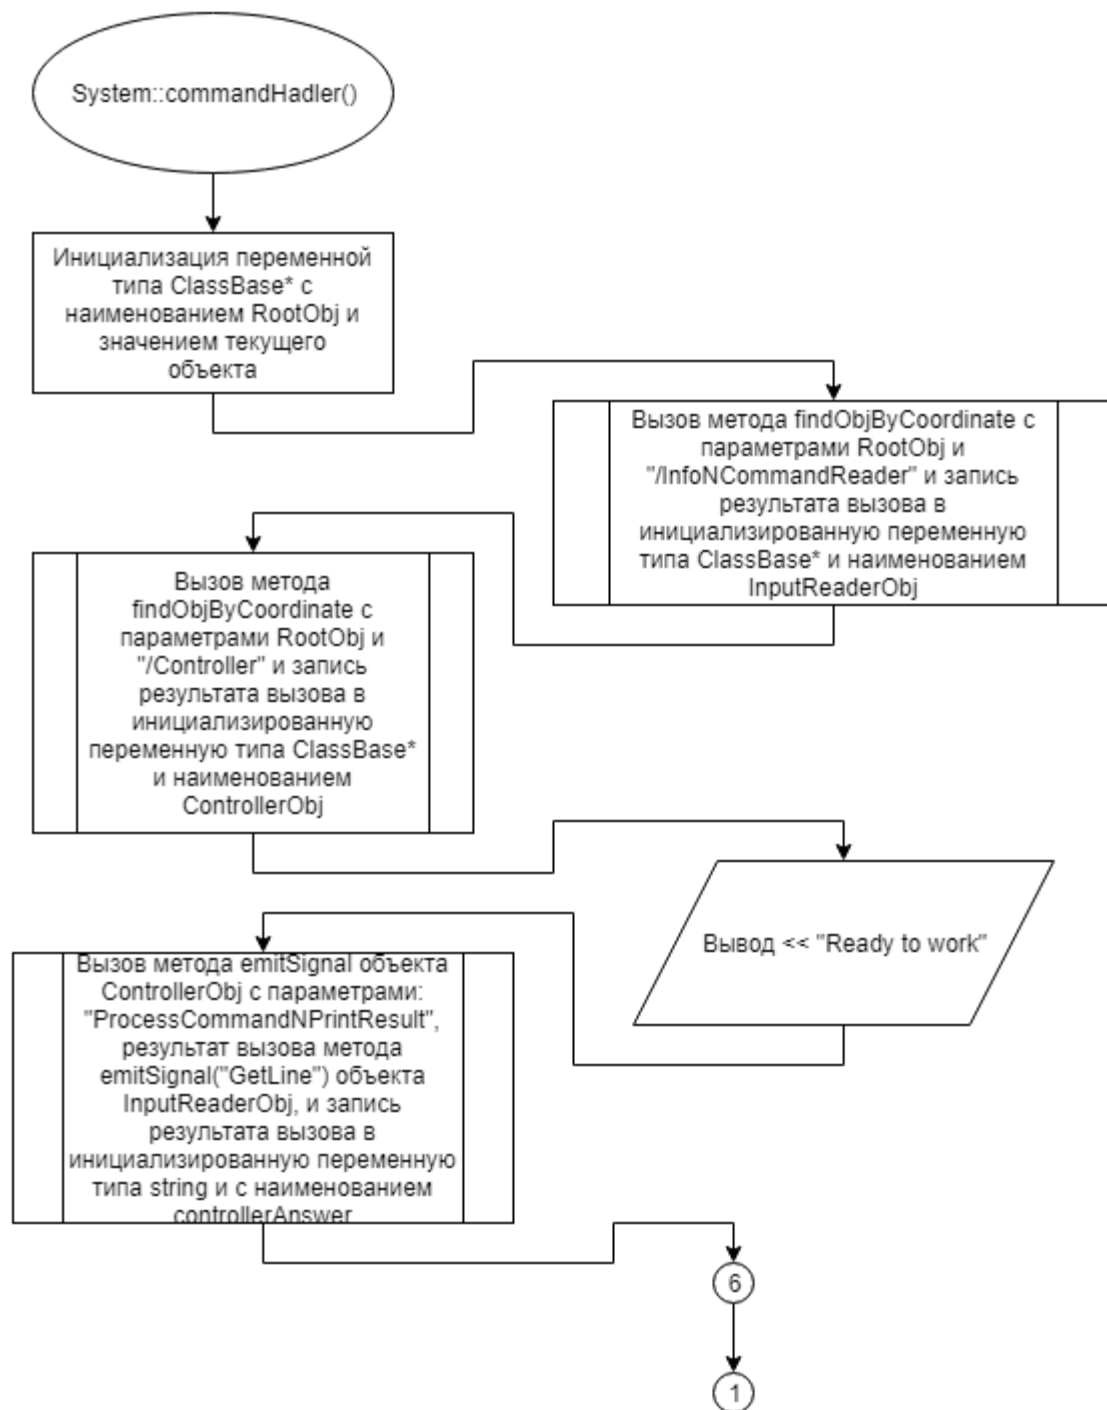 System::commandHadler()
Инициализация переменной
типа ClassBase* с
наименованием RootObj и
значением текущего
объекта
Вызов метода findObjByCoordinate с
параметрами RootObj и
"/InfoNCommandReader" и запись
результата вызова в
инициализированную переменную
типа ClassBase* и наименованием
InputReaderObj
Вызов метода
findObjByCoordinate с
параметрами RootObj и
"/Controller" и запись
результата вызова в
инициализированную
переменную типа ClassBase*
и наименованием
ControllerObj
Вывод << "Ready to work"
Вызов метода emitSignal объекта
ControllerObj с параметрами:
"ProcessCommandNPrintResult",
результат вызова метода
emitSignal("GetLine") объекта
InputReaderObj, и запись
результата вызова в
инициализированную переменную
типа string и с наименованием
controllerAnswer
6
1